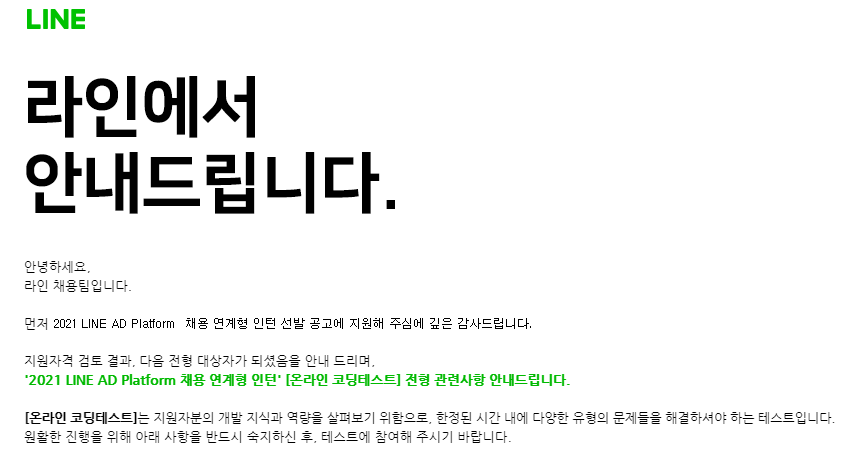 LINE
라인에서
안내드립니다.
안녕하세요,
라인 채용팀입니다.
먼저 2021 LINE AD Platform 채용 연계형 인턴 선발 공고에 지원해 주심에 깊은 감사드립니다.
지원자격 검토 결과, 다음 전형 대상자가 되셨음을 안내 드리며,
'2021 LINE AD Platform 채용 연계형 인턴' [온라인 코딩테스트] 전형 관련사항 안내드립니다.
[온라인 코딩테스트]는 지원자분의 개발 지식과 역량을 살펴보기 위함으로, 한정된 시간 내에 다양한 유형의 문제들을 해결하셔야 하는 테스트입니다.
원활한 진행을 위해 아래 사항을 반드시 숙지하신 후, 테스트에 참여해 주시기 바랍니다.